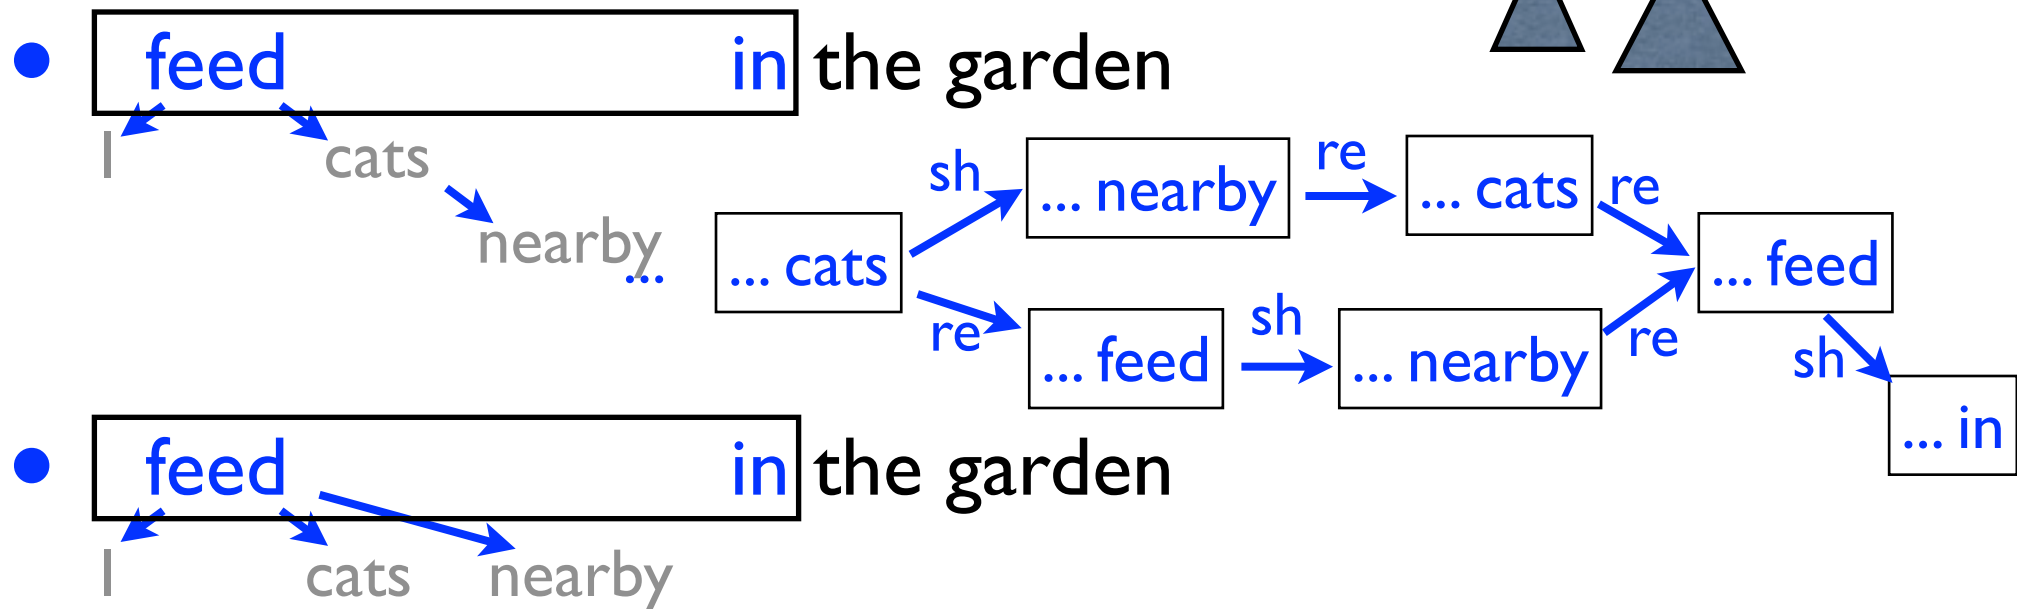 • feed in the garden
I cats
nearby
sh ... nearby re ... cats re
... ... cats ... feed
re ... feed sh ... nearby re sh
... in
• feed in the garden
I cats nearby